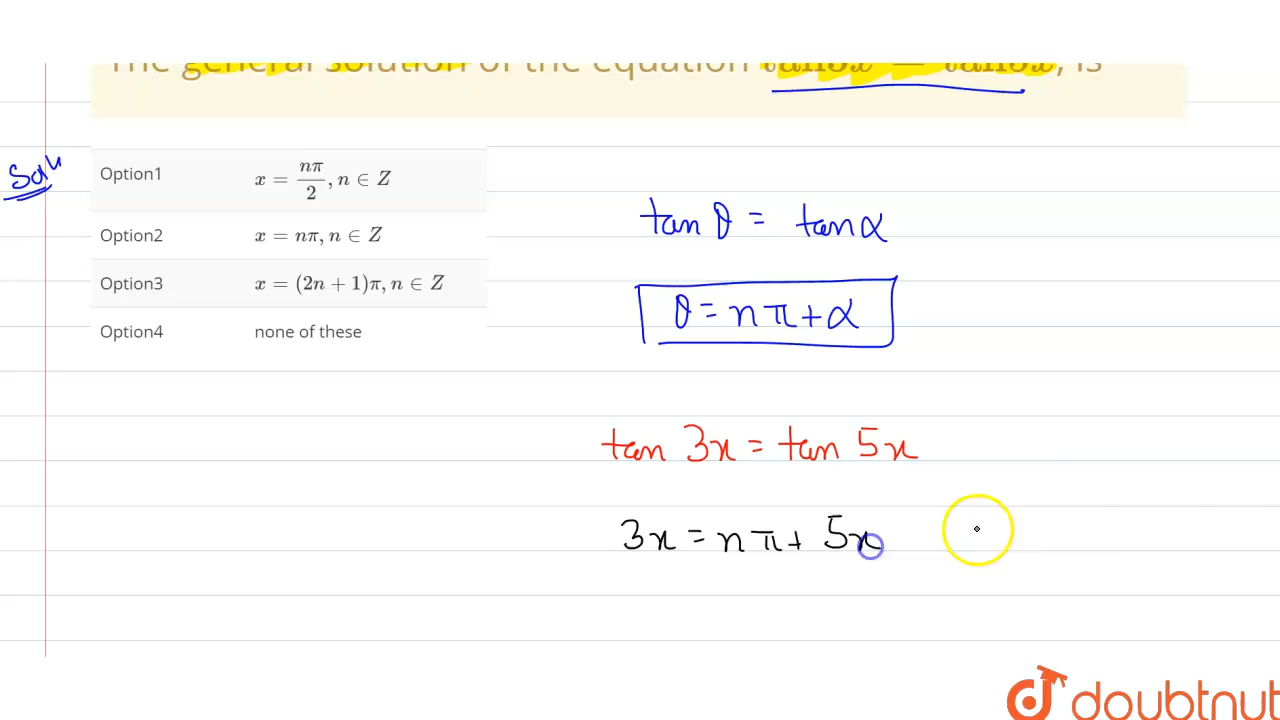 The general solution of the equation tan3x = tan5x, is
Soln
Option1 x = nπ/2, n ∈ Z
Option2 x = nπ, n ∈ Z
Option3 x = (2n + 1)π, n ∈ Z
Option4 none of these
tan θ = tan α
θ = nπ + α
tan 3x = tan 5x
3x = nπ + 5x
doubtnut